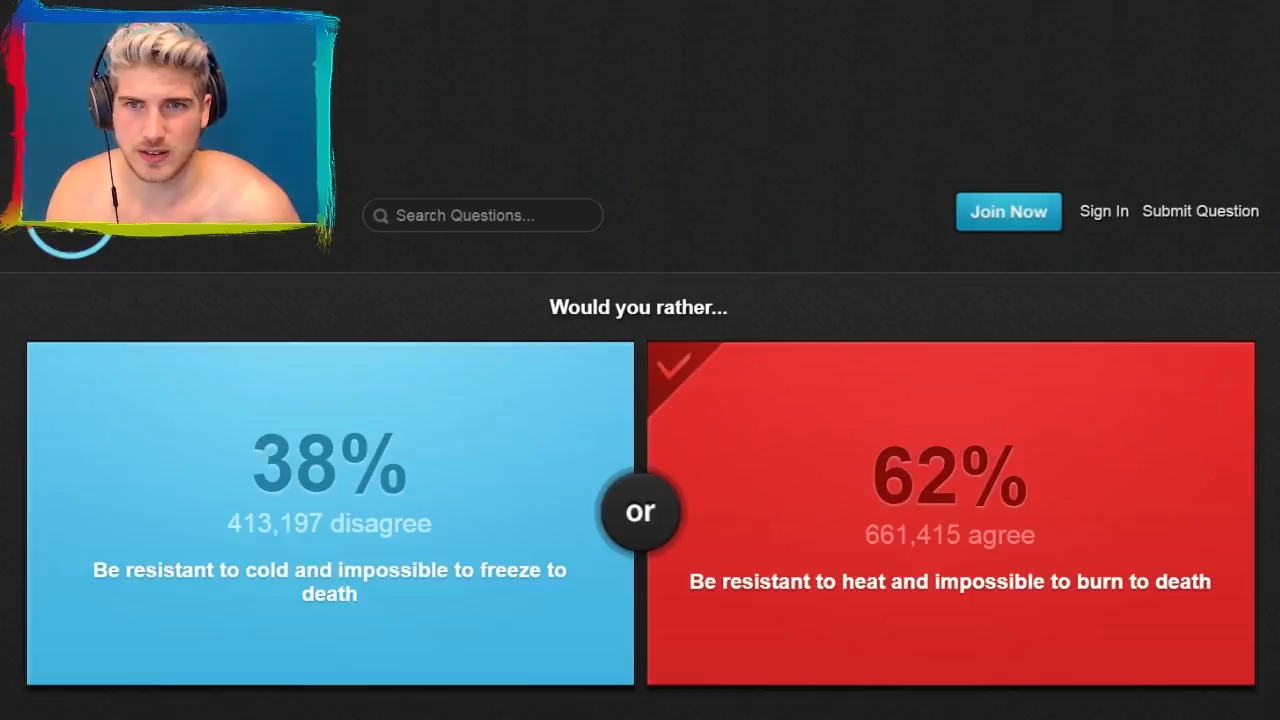 Search Questions...
Join Now
Sign In
Submit Question
Would you rather...
38%
413,197 disagree
Be resistant to cold and impossible to freeze to
death
or
62%
661,415 agree
Be resistant to heat and impossible to burn to death